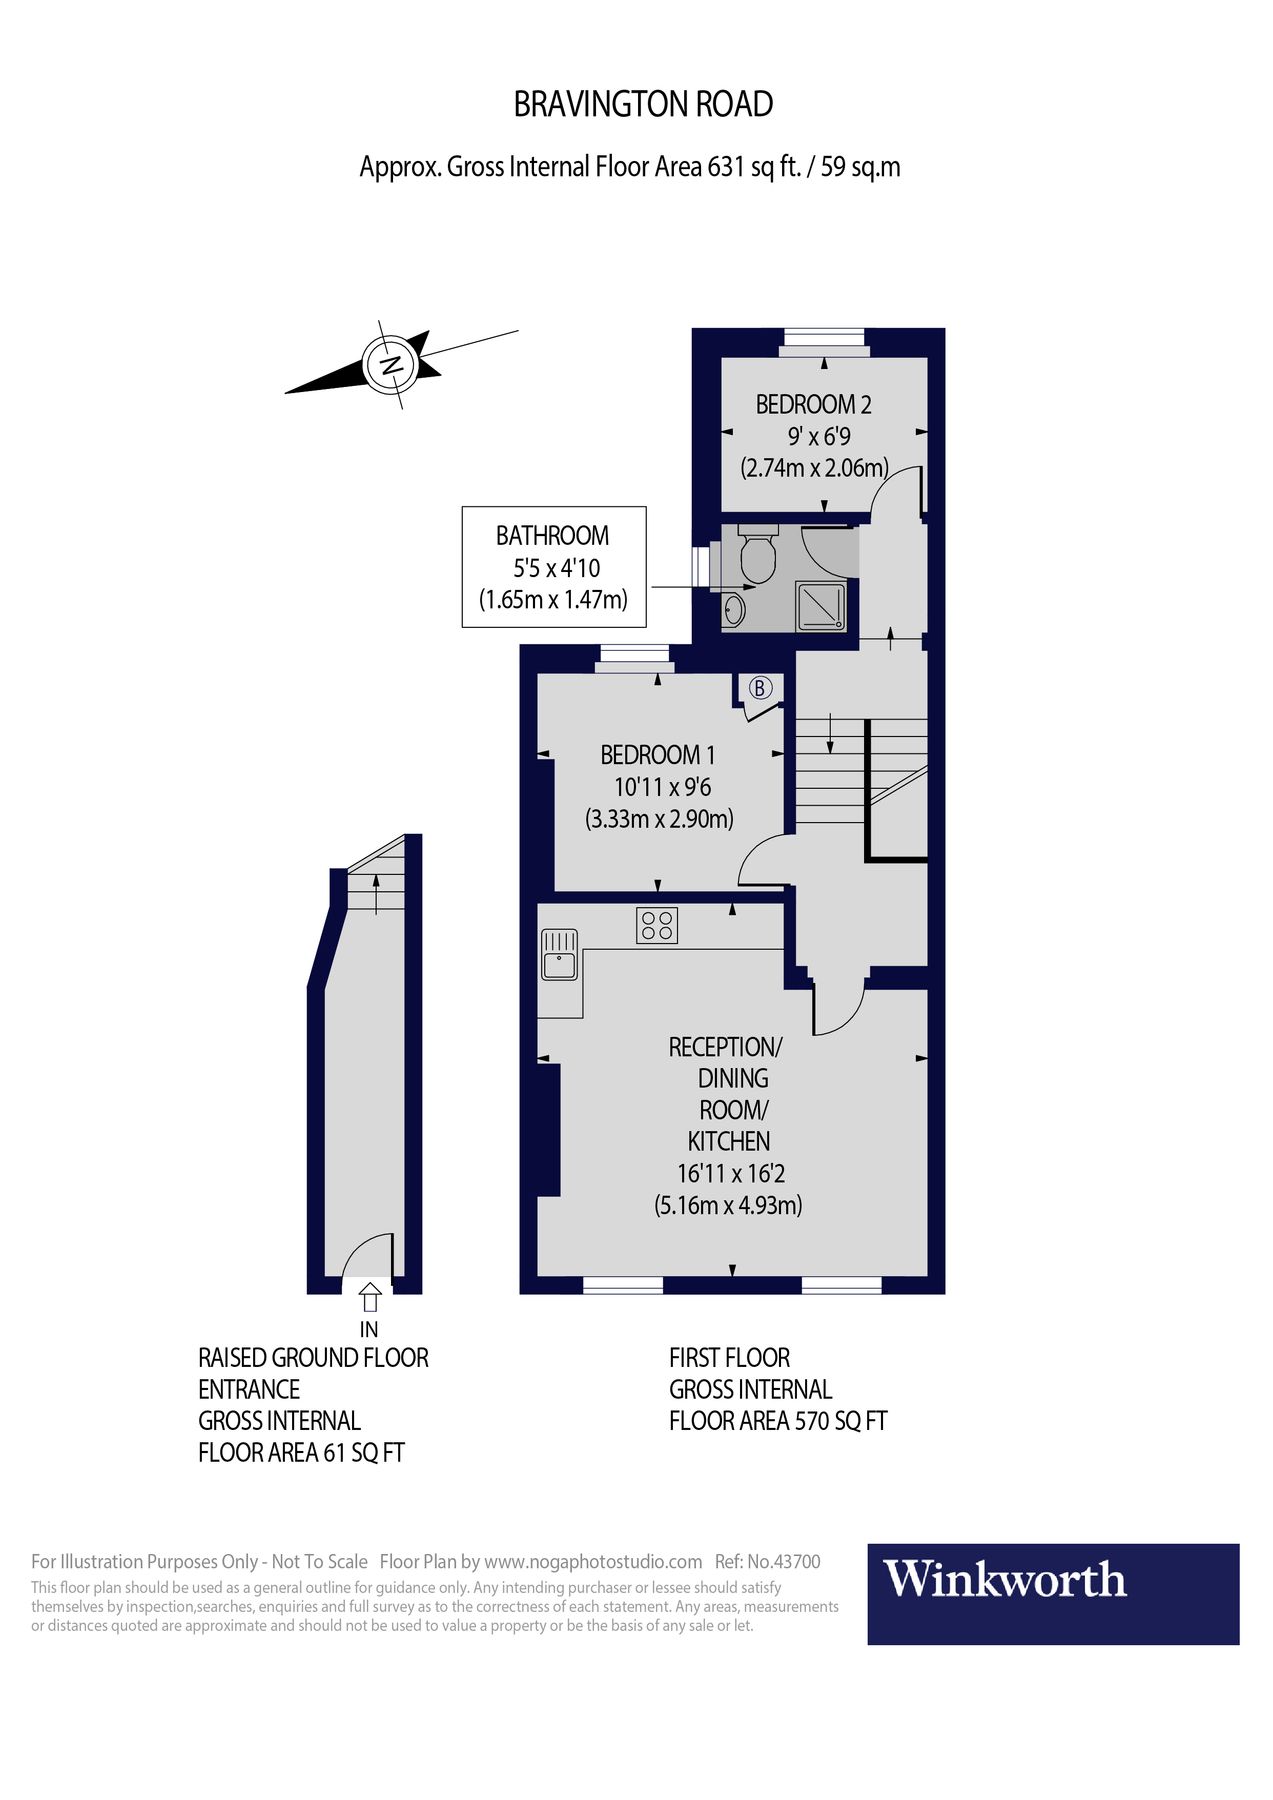 BRAVINGTON ROAD
Approx. Gross Internal Floor Area 631 sq ft. / 59 sq.m
N
BEDROOM 2
9' x 6'9
(2.74m x 2.06m)
BATHROOM
5'5 x 4'10
(1.65m x 1.47m)
B
BEDROOM 1
10'11 x 9'6
(3.33m x 2.90m)
RECEPTION/
DINING
ROOM/
KITCHEN
16'11 x 16'2
(5.16m x 4.93m)
IN
RAISED GROUND FLOOR
ENTRANCE
GROSS INTERNAL
FLOOR AREA 61 SQ FT
FIRST FLOOR
GROSS INTERNAL
FLOOR AREA 570 SQ FT
For Illustration Purposes Only - Not To Scale   Floor Plan by www.nogaphotostudio.com   Ref: No.43700
This floor plan should be used as a general outline for guidance only. Any intending purchaser or lessee should satisfy
themselves by inspection,searches, enquiries and full survey as to the correctness of each statement. Any areas, measurements
or distances quoted are approximate and should not be used to value a property or be the basis of any sale or let.
Winkworth